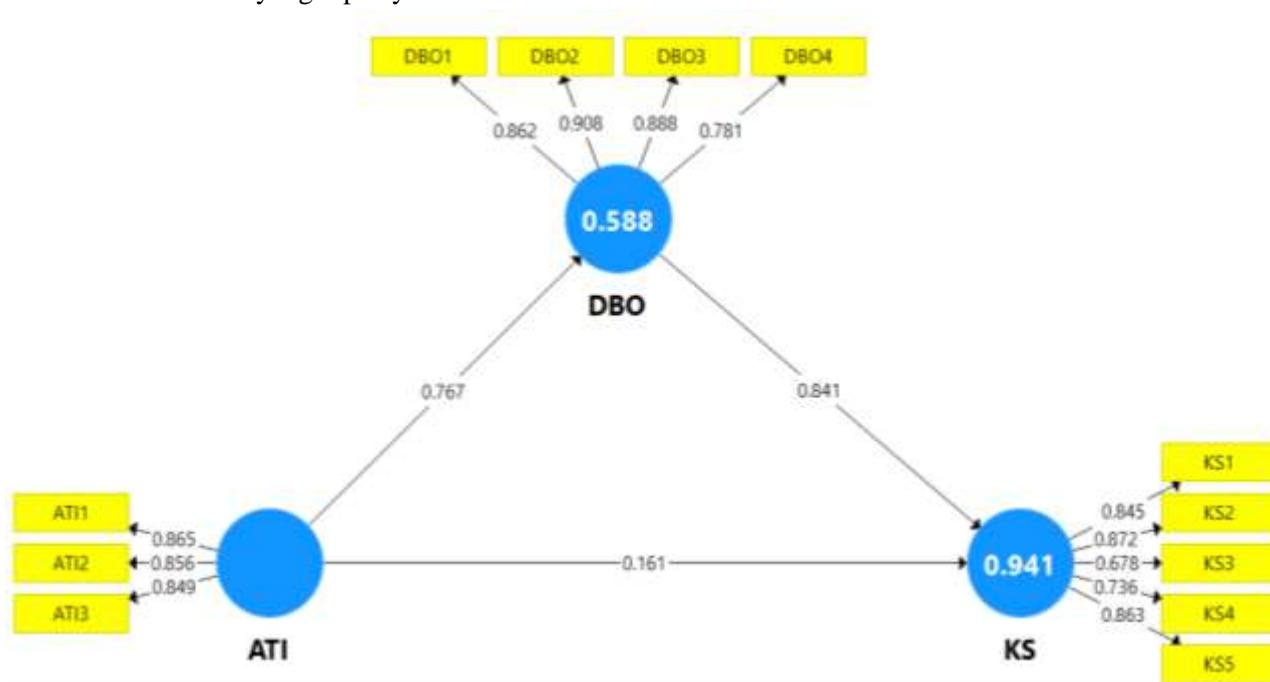 DBO1 DBO2 DBO3 DBO4
0.862 0.908 0.888 0.781
0.588
DBO
0.767 0.841
KS1
ATI1 0.845 KS2
0.865 0.872
ATI2 0.856 0.161 0.941 0.678 KS3
0.849 0.736
ATI3 0.863 KS4
ATI KS
KS5